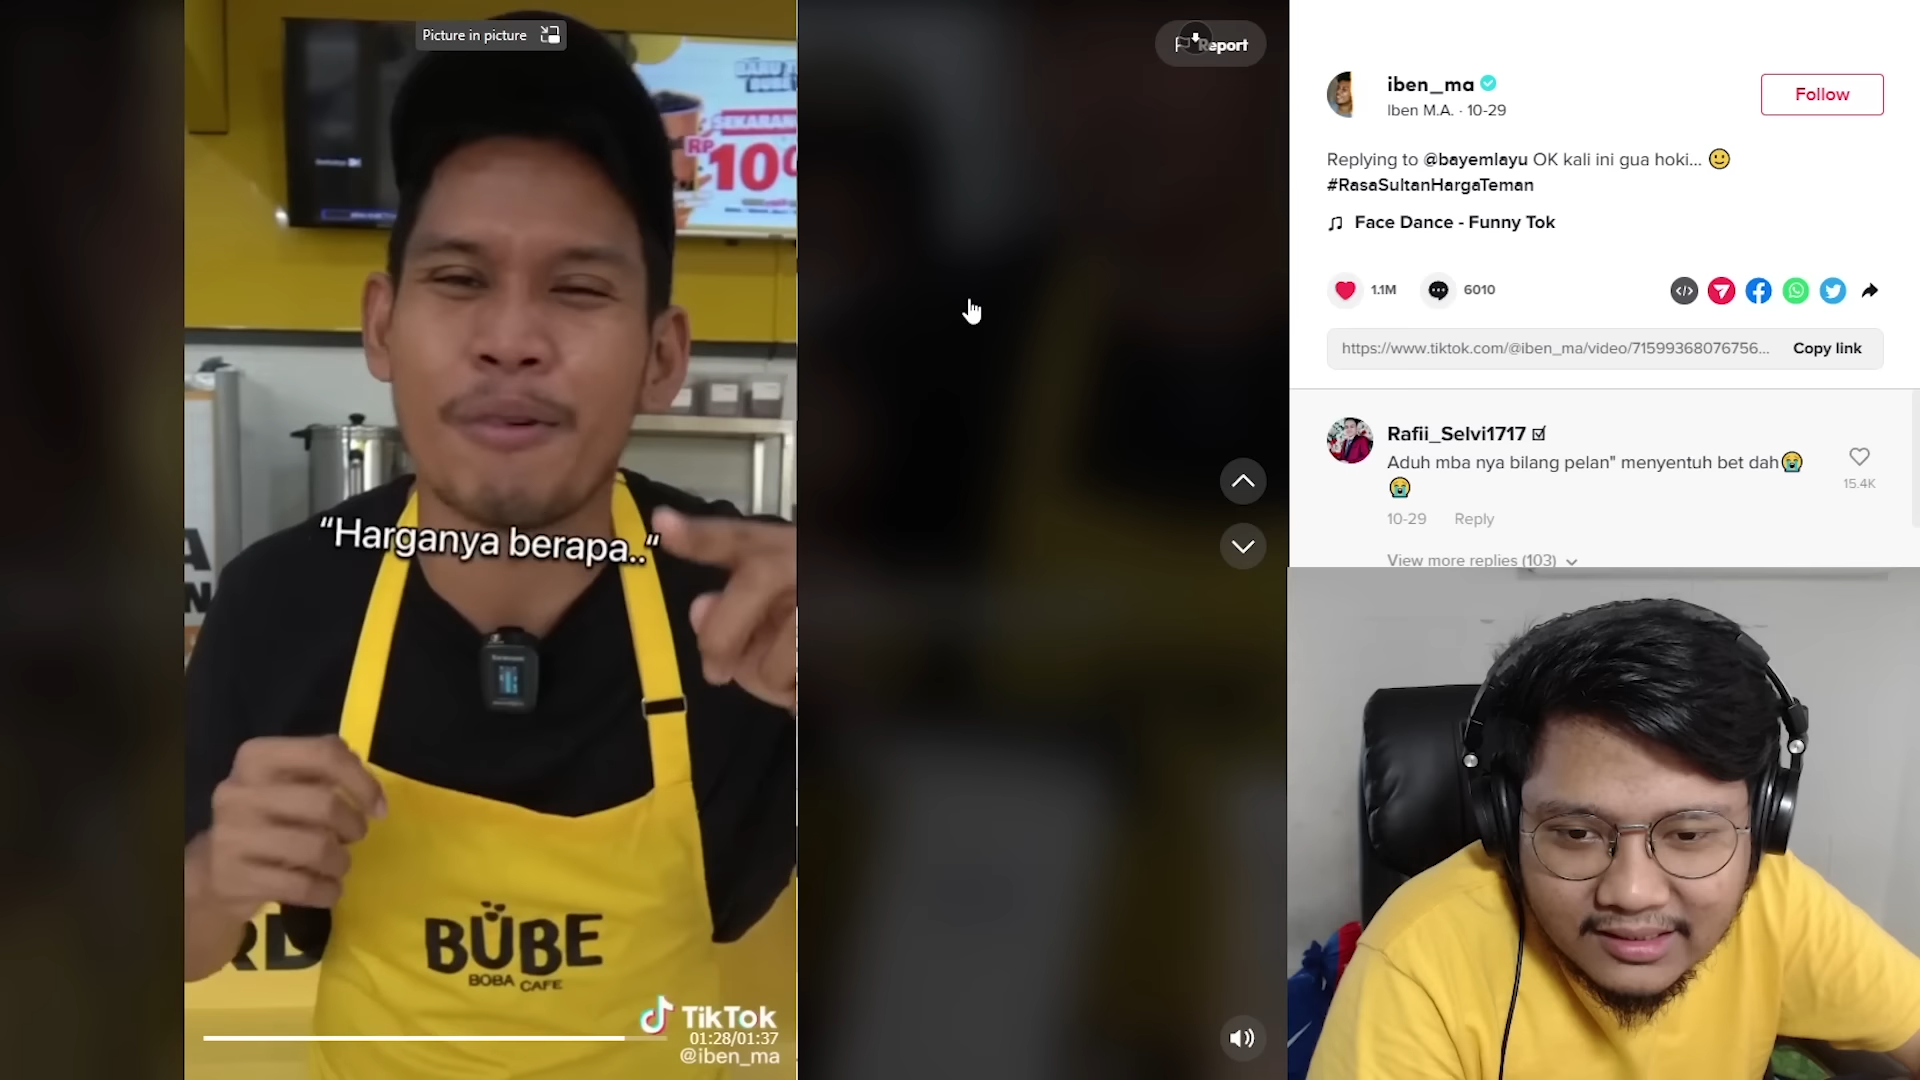 Picture in picture
SEKARANG
RP
“Harganya berapa..“
BÜBE
BOBA CAFE
TikTok
01:28/01:37
@iben_ma
Report
iben_ma
Iben M.A. · 10-29
Follow
Replying to @bayemlayu OK kali ini gua hoki... 🙂
#RasaSultanHargaTeman
Face Dance - Funny Tok
1.1M
6010
https://www.tiktok.com/@iben_ma/video/71599368076756...
Copy link
Rafii_Selvi1717 ☑
Aduh mba nya bilang pelan" menyentuh bet dah😭
😭
15.4K
10-29
Reply
View more replies (103)